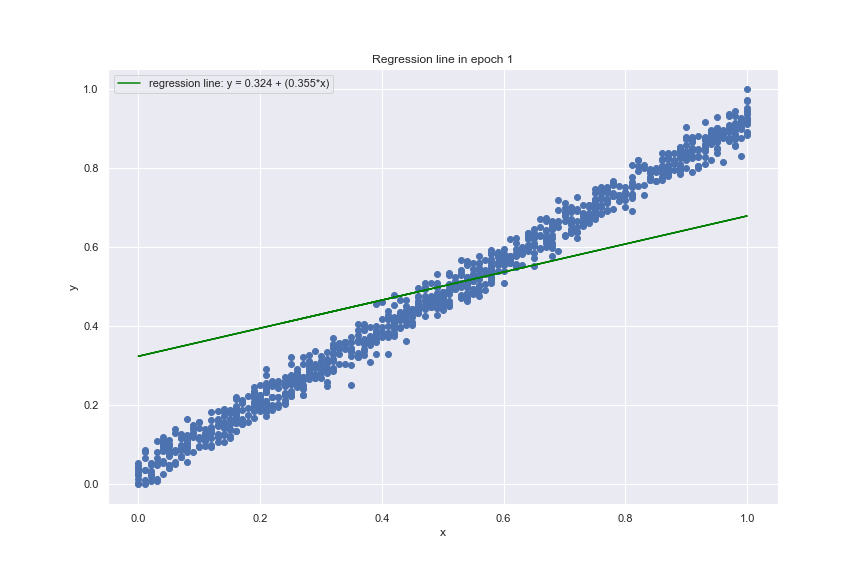 Regression line in epoch 1
regression line: y = 0.324 + (0.355*x)
1.0
0.8
0.6
0.4
0.2
0.0
y
0.0 0.2 0.4 0.6 0.8 1.0
x